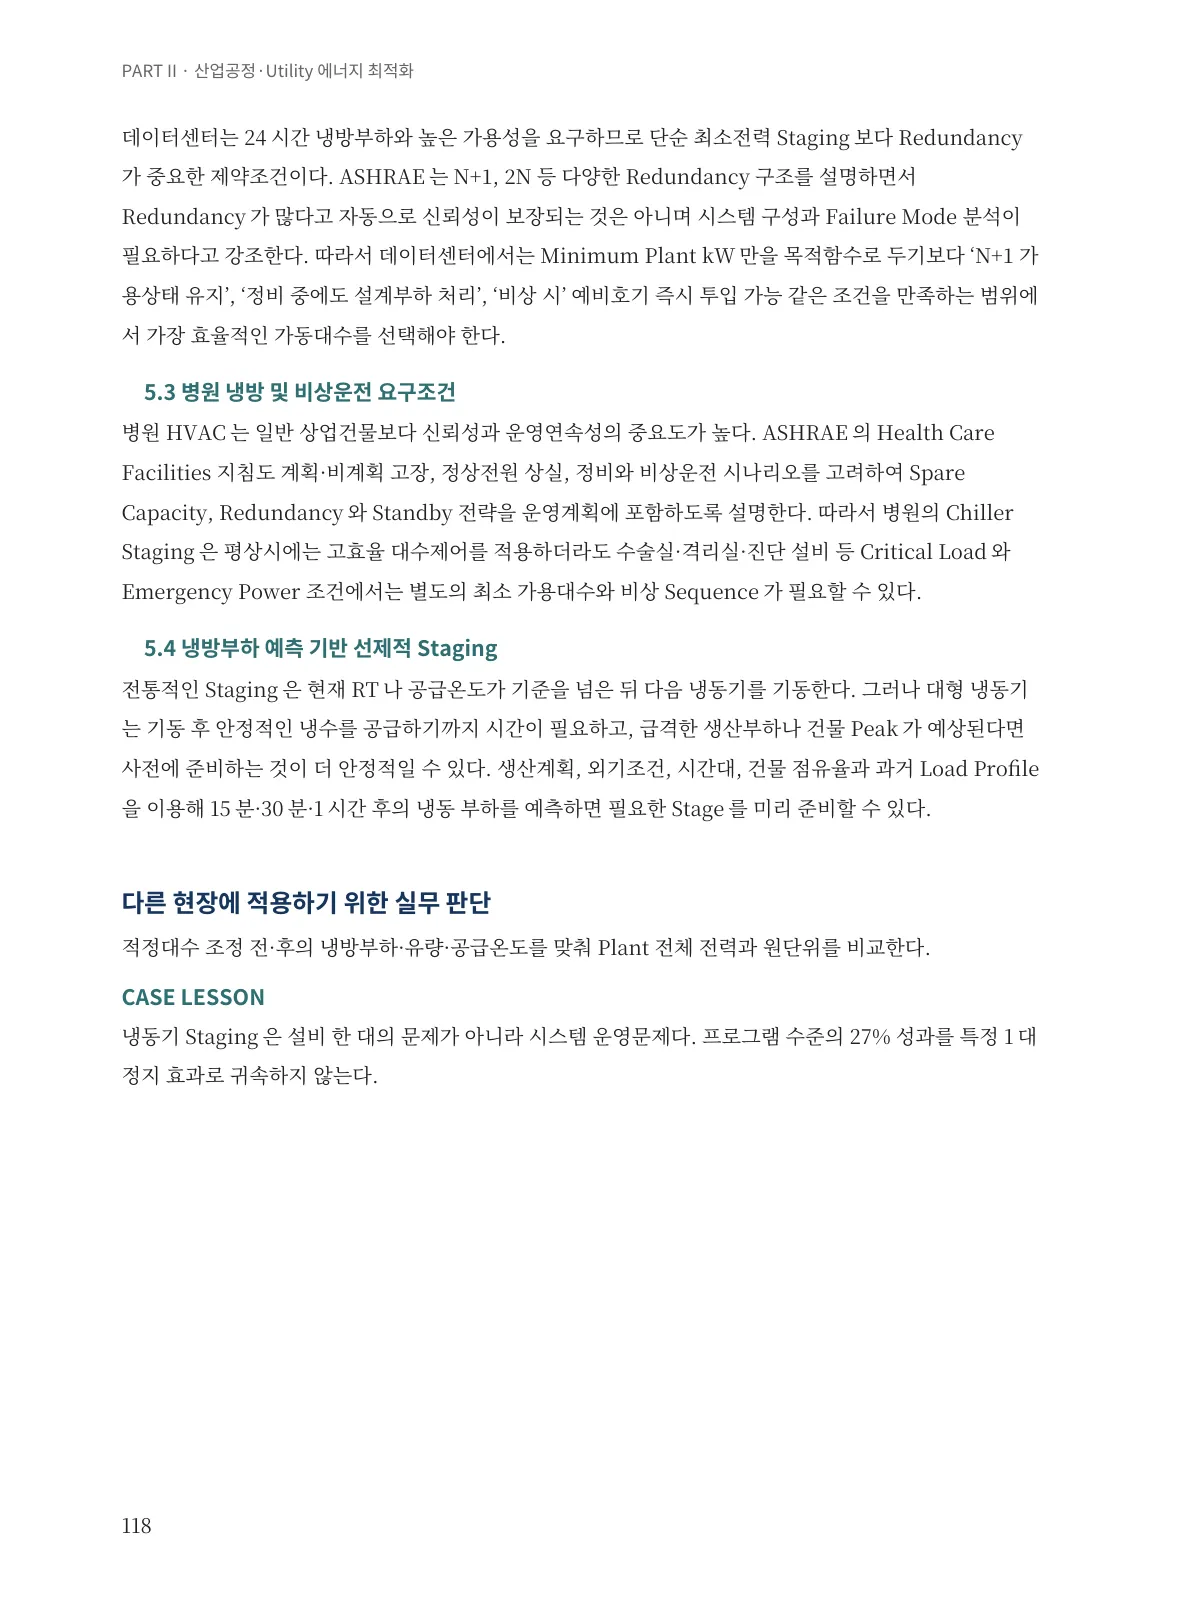 PART II · 산업공정·Utility 에너지 최적화
데이터센터는 24 시간 냉방부하와 높은 가용성을 요구하므로 단순 최소전력 Staging 보다 Redundancy
가 중요한 제약조건이다. ASHRAE 는 N+1, 2N 등 다양한 Redundancy 구조를 설명하면서
Redundancy 가 많다고 자동으로 신뢰성이 보장되는 것은 아니며 시스템 구성과 Failure Mode 분석이
필요하다고 강조한다. 따라서 데이터센터에서는 Minimum Plant kW 만을 목적함수로 두기보다 ‘N+1 가
용상태 유지’, ‘정비 중에도 설계부하 처리’, ‘비상 시’ 예비호기 즉시 투입 가능 같은 조건을 만족하는 범위에
서 가장 효율적인 가동대수를 선택해야 한다.
5.3 병원 냉방 및 비상운전 요구조건
병원 HVAC 는 일반 상업건물보다 신뢰성과 운영연속성의 중요도가 높다. ASHRAE 의 Health Care
Facilities 지침도 계획·비계획 고장, 정상전원 상실, 정비와 비상운전 시나리오를 고려하여 Spare
Capacity, Redundancy 와 Standby 전략을 운영계획에 포함하도록 설명한다. 따라서 병원의 Chiller
Staging 은 평상시에는 고효율 대수제어를 적용하더라도 수술실·격리실·진단 설비 등 Critical Load 와
Emergency Power 조건에서는 별도의 최소 가용대수와 비상 Sequence 가 필요할 수 있다.
5.4 냉방부하 예측 기반 선제적 Staging
전통적인 Staging 은 현재 RT 나 공급온도가 기준을 넘은 뒤 다음 냉동기를 기동한다. 그러나 대형 냉동기
는 기동 후 안정적인 냉수를 공급하기까지 시간이 필요하고, 급격한 생산부하나 건물 Peak 가 예상된다면
사전에 준비하는 것이 더 안정적일 수 있다. 생산계획, 외기조건, 시간대, 건물 점유율과 과거 Load Profile
을 이용해 15 분·30 분·1 시간 후의 냉동 부하를 예측하면 필요한 Stage 를 미리 준비할 수 있다.
다른 현장에 적용하기 위한 실무 판단
적정대수 조정 전·후의 냉방부하·유량·공급온도를 맞춰 Plant 전체 전력과 원단위를 비교한다.
CASE LESSON
냉동기 Staging 은 설비 한 대의 문제가 아니라 시스템 운영문제다. 프로그램 수준의 27% 성과를 특정 1 대
정지 효과로 귀속하지 않는다.
118